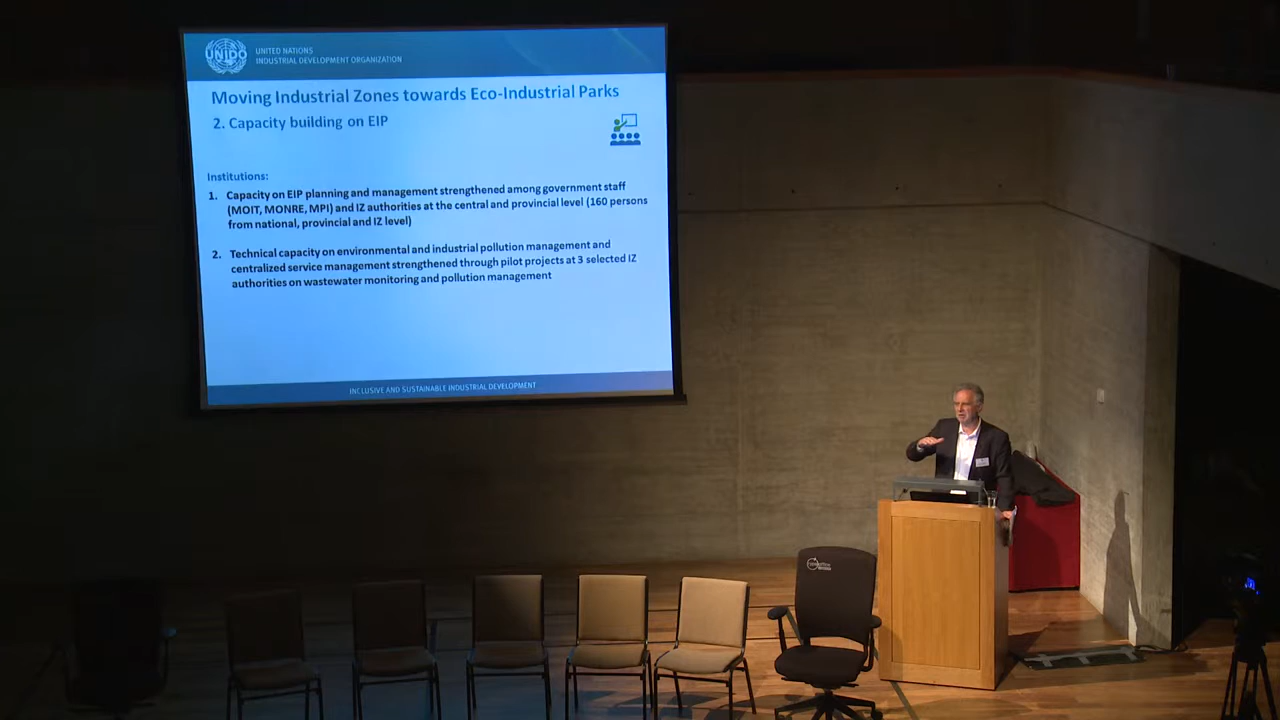 UNIDO
UNITED NATIONS
INDUSTRIAL DEVELOPMENT ORGANIZATION
Moving Industrial Zones towards Eco-Industrial Parks
2. Capacity building on EIP
Institutions:
1. Capacity on EIP planning and management strengthened among government staff
(MOIT, MONRE, MPI) and IZ authorities at the central and provincial level (160 persons
from national, provincial and IZ level)
2. Technical capacity on environmental and industrial pollution management and
centralized service management strengthened through pilot projects at 3 selected IZ
authorities on wastewater monitoring and pollution management
INCLUSIVE AND SUSTAINABLE INDUSTRIAL DEVELOPMENT